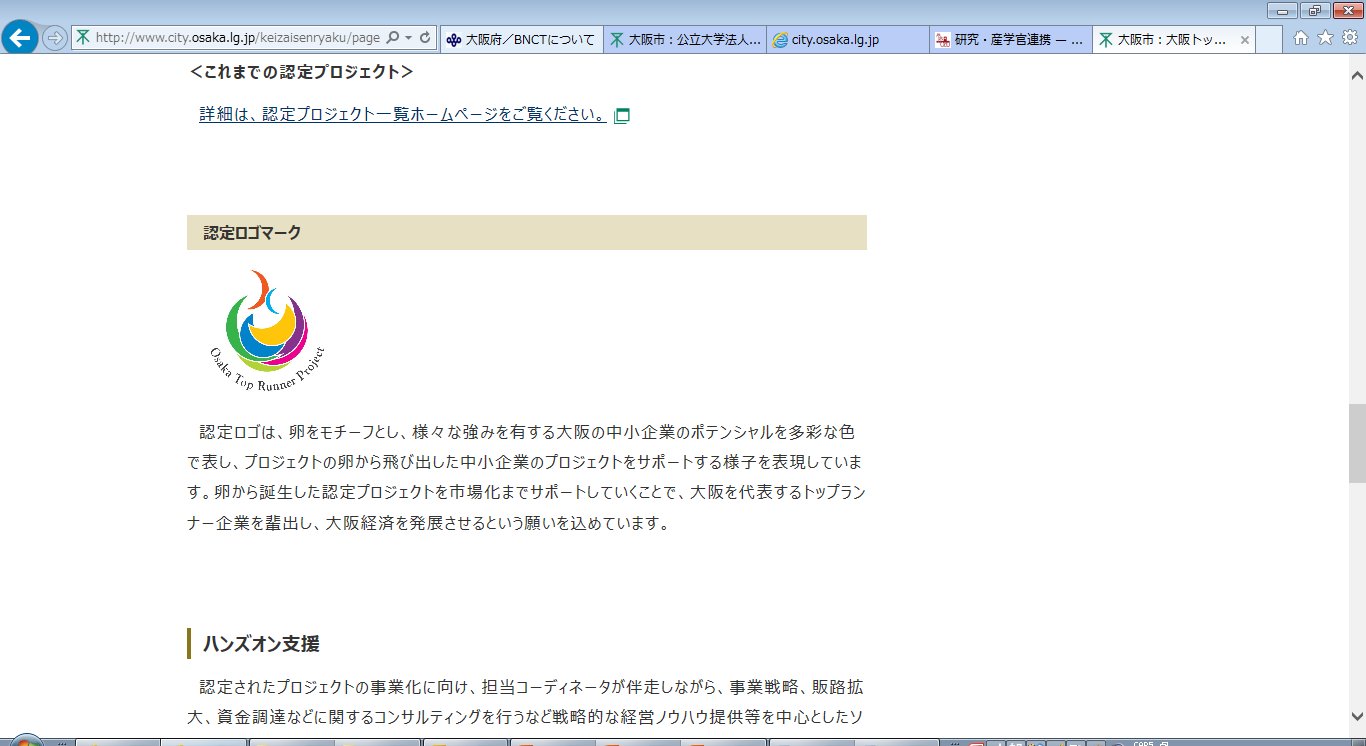 http://www.city.osaka.lg.jp/keizaisenryaku/page
大阪府／BNCTについて
大阪市：公立大学法人...
city.osaka.lg.jp
研究・産学官連携 — ...
大阪市：大阪トッ...
＜これまでの認定プロジェクト＞
詳細は、認定プロジェクト一覧ホームページをご覧ください。
認定ロゴマーク
Osaka Top Runner Project
認定ロゴは、卵をモチーフとし、様々な強みを有する大阪の中小企業のポテンシャルを多彩な色
で表し、プロジェクトの卵から飛び出した中小企業のプロジェクトをサポートする様子を表現していま
す。卵から誕生した認定プロジェクトを市場化までサポートしていくことで、大阪を代表するトップラン
ナー企業を輩出し、大阪経済を発展させるという願いを込めています。
ハンズオン支援
認定されたプロジェクトの事業化に向け、担当コーディネータが伴走しながら、事業戦略、販路拡
大、資金調達などに関するコンサルティングを行うなど戦略的な経営ノウハウ提供等を中心としたソ